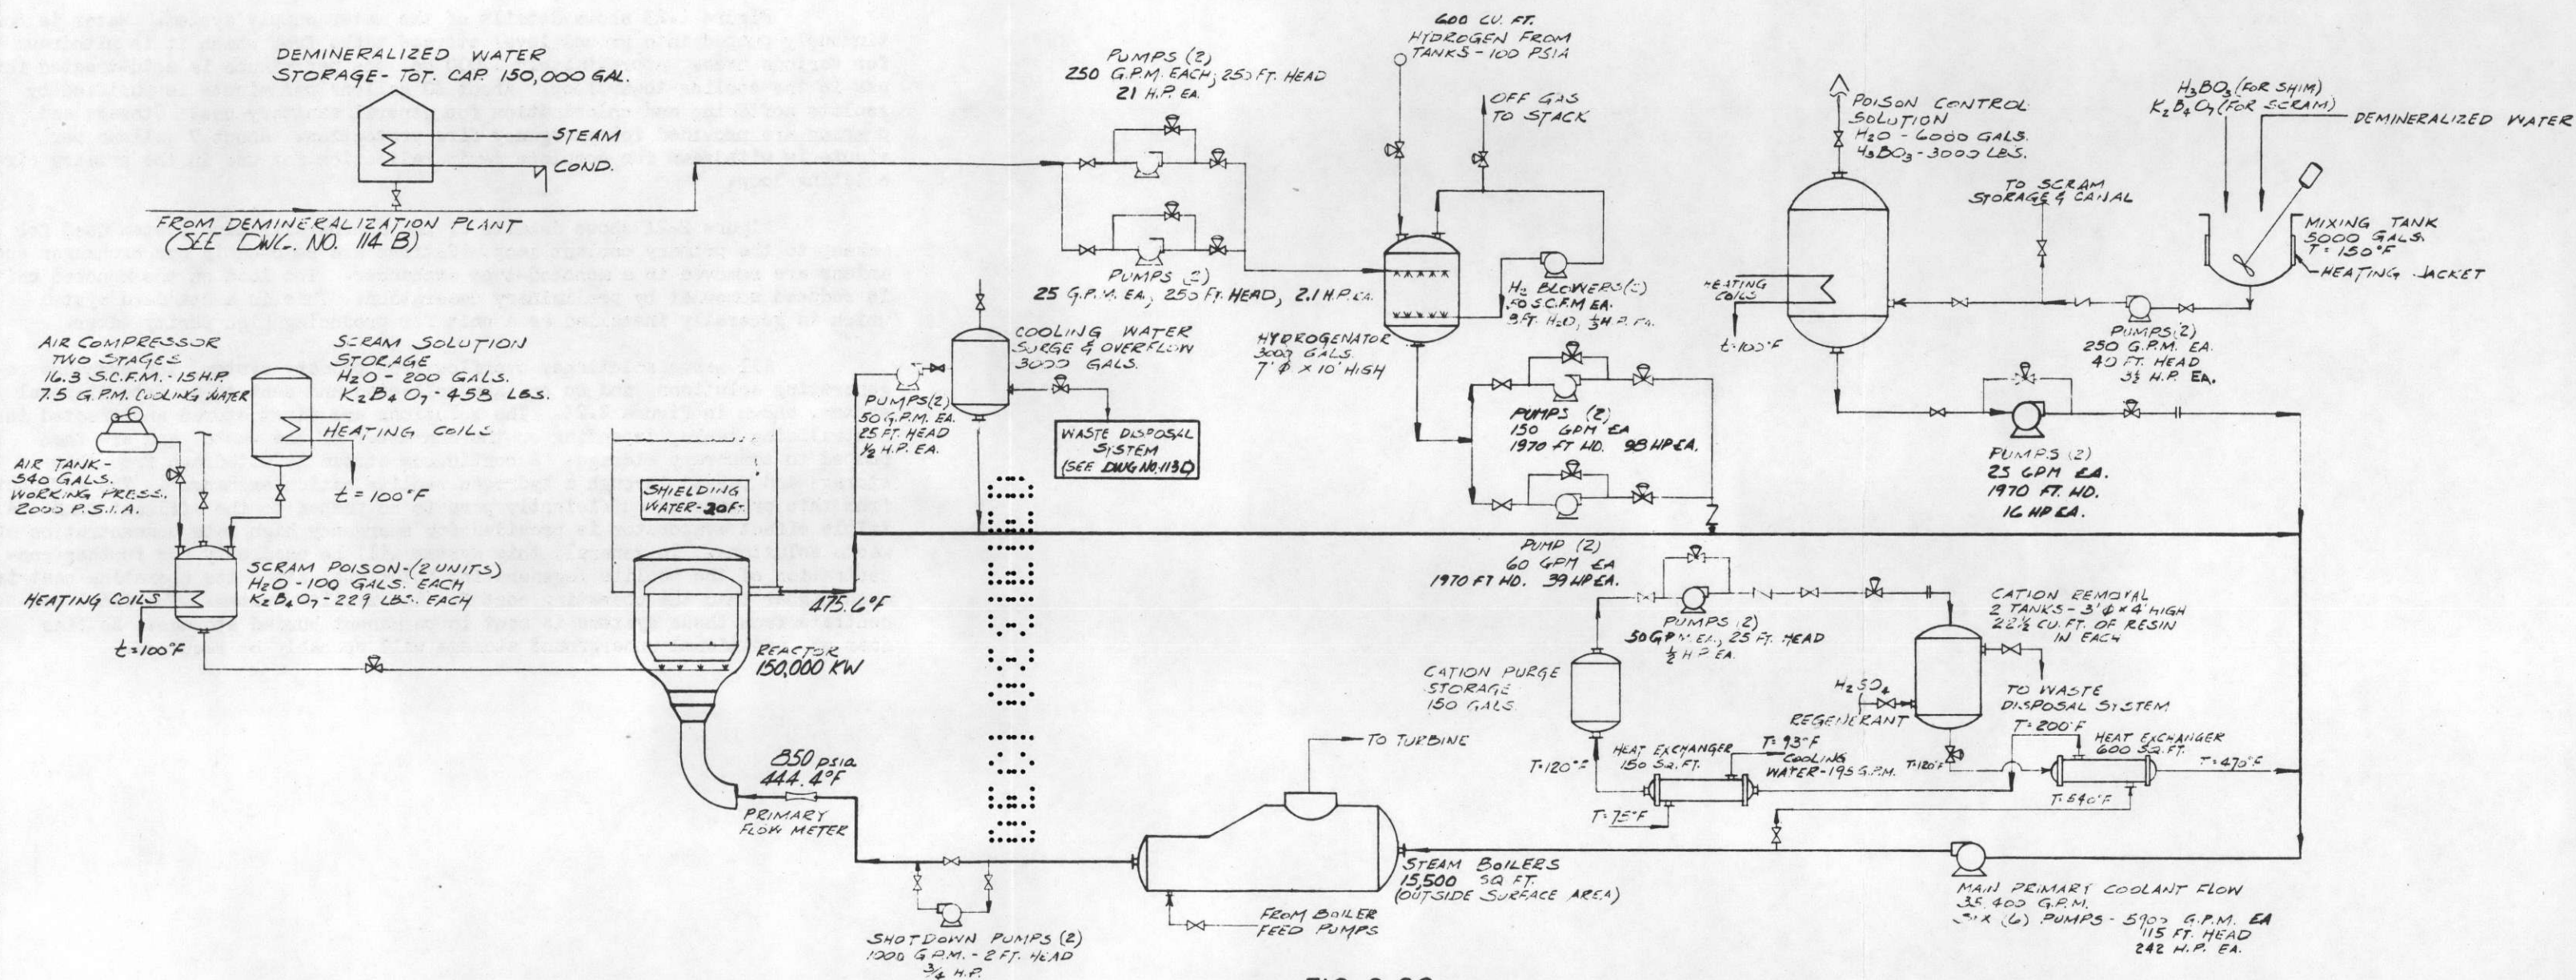 DEMINERALIZED WATER
STORAGE- TOT. CAP. 150,000 GAL.
STEAM
COND.
FROM DEMINERALIZATION PLANT
(SEE DWG. NO. 114 B)
PUMPS (2)
250 G.P.M. EACH; 250 FT. HEAD
21 H.P. EA.
PUMPS (2)
25 G.P.M. EA., 250 FT. HEAD, 2.1 H.P. EA.
600 CU. FT.
HYDROGEN FROM
TANKS - 100 PSIA
OFF GAS
TO STACK
H2 BLOWERS
50 S.C.F.M EA.
9 FT. H2O, 1/3 H.P. EA.
HYDROGENATOR
3000 GALS.
7' φ x 10' HIGH
POISON CONTROL
SOLUTION
H2O - 6000 GALS.
H3BO3 - 3000 LBS.
HEATING
COILS
t=100°F
H3BO3 (FOR SHIM)
K2B4O7 (FOR SCRAM)
DEMINERALIZED WATER
TO SCRAM
STORAGE & CANAL
MIXING TANK
5000 GALS.
T = 150°F
HEATING JACKET
PUMPS (2)
250 G.P.M. EA.
40 FT. HEAD
3½ H.P. EA.
PUMPS (2)
25 GPM EA.
1970 FT. HD.
16 HP EA.
AIR COMPRESSOR
TWO STAGES
16.3 S.C.F.M. - 15 H.P.
7.5 G.P.M. COOLING WATER
SCRAM SOLUTION
STORAGE
H2O - 200 GALS.
K2B4O7 - 458 LBS.
HEATING COILS
t = 100°F
AIR TANK -
540 GALS.
WORKING PRESS.
2000 P.S.I.A.
SCRAM POISON-(2 UNITS)
H2O - 100 GALS. EACH
K2B4O7 - 229 LBS. EACH
HEATING COILS
t=100°F
SHIELDING
WATER-20FT
475.6°F
REACTOR
150,000 KW
850 psia
444.4°F
PRIMARY
FLOW METER
PUMPS(2)
50 G.P.M. EA.
25 FT. HEAD
½ H.P. EA.
COOLING WATER
SURGE & OVERFLOW
3000 GALS.
WASTE DISPOSAL
SYSTEM
(SEE DWG NO. 113D)
PUMPS (2)
150 GPM EA
1970 FT HD. 98 HP EA.
PUMP (2)
60 GPM EA
1970 FT HD. 39 HP EA.
PUMPS (2)
50 GPM EA, 25 FT. HEAD
½ H P EA.
CATION PURGE
STORAGE
150 GALS.
CATION REMOVAL
2 TANKS - 3' φ x 4' HIGH
22½ CU. FT. OF RESIN
IN EACH
H2SO4
REGENERANT
TO WASTE
DISPOSAL SYSTEM
HEAT EXCHANGER
150 SQ. FT.
T=120°F
T=75°F
T= 93°F
COOLING
WATER - 195 G.P.M.
T=120°F
T=200°F
HEAT EXCHANGER
600 SQ. FT.
T=470°F
T=540°F
TO TURBINE
STEAM BOILERS
15,500 SQ FT.
(OUTSIDE SURFACE AREA)
FROM BOILER
FEED PUMPS
SHUTDOWN PUMPS (2)
1000 G.P.M. - 2 FT. HEAD
3/4 H.P.
MAIN PRIMARY COOLANT FLOW
35,400 G.P.M.
SIX (6) PUMPS - 5900 G.P.M. EA
115 FT. HEAD
242 H.P. EA.